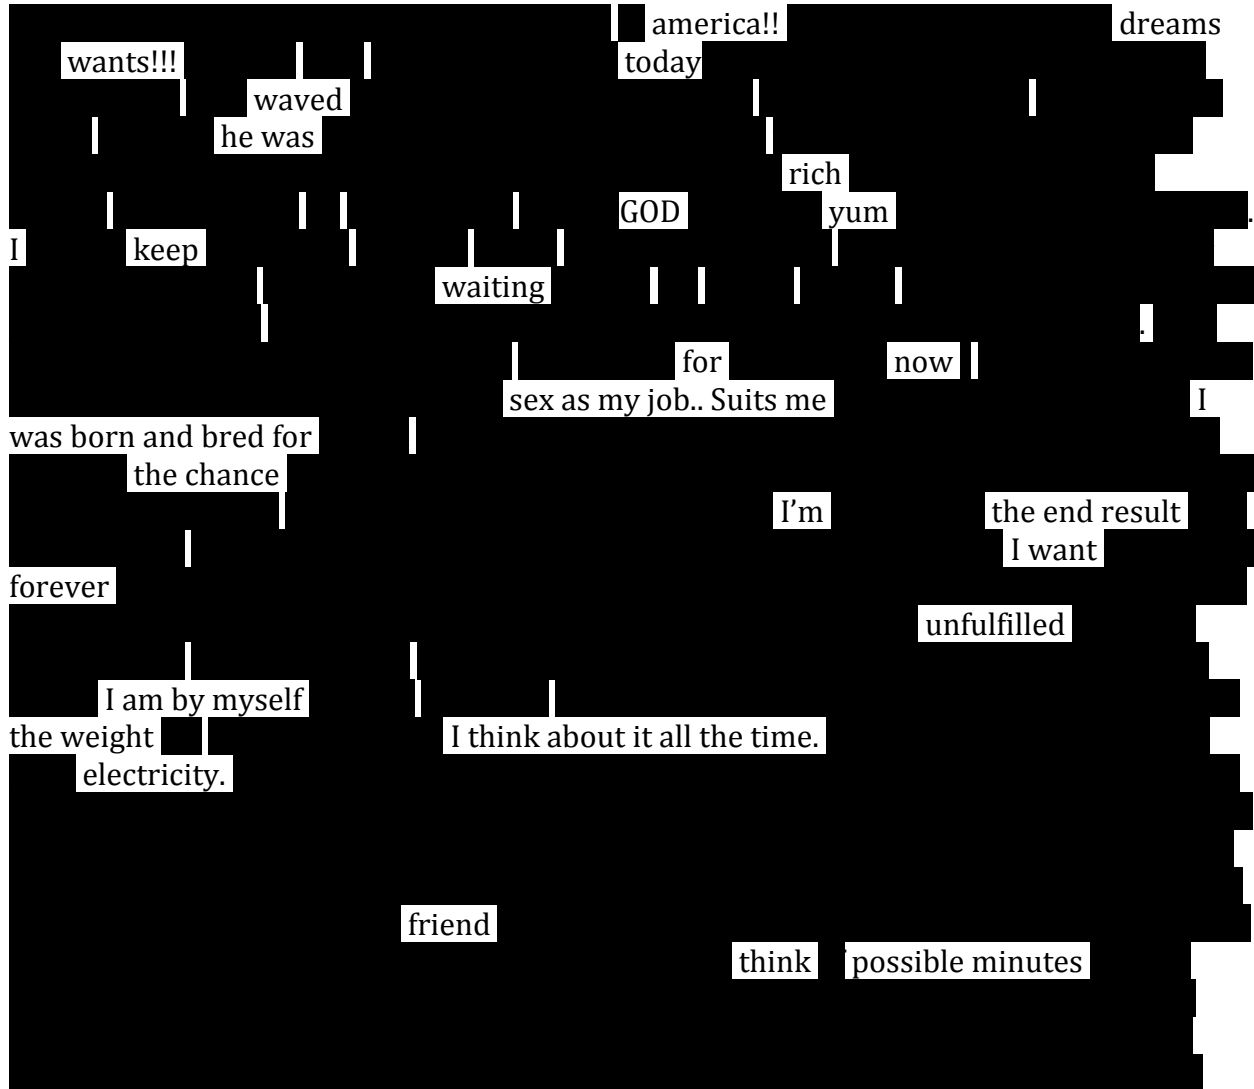 america!! dreams
wants!!! today
waved
he was
rich
GOD yum .
I keep
waiting
.
for now
sex as my job.. Suits me I
was born and bred for
the chance
I’m the end result
I want
forever
unfulfilled
I am by myself
the weight I think about it all the time.
electricity.
friend
think possible minutes